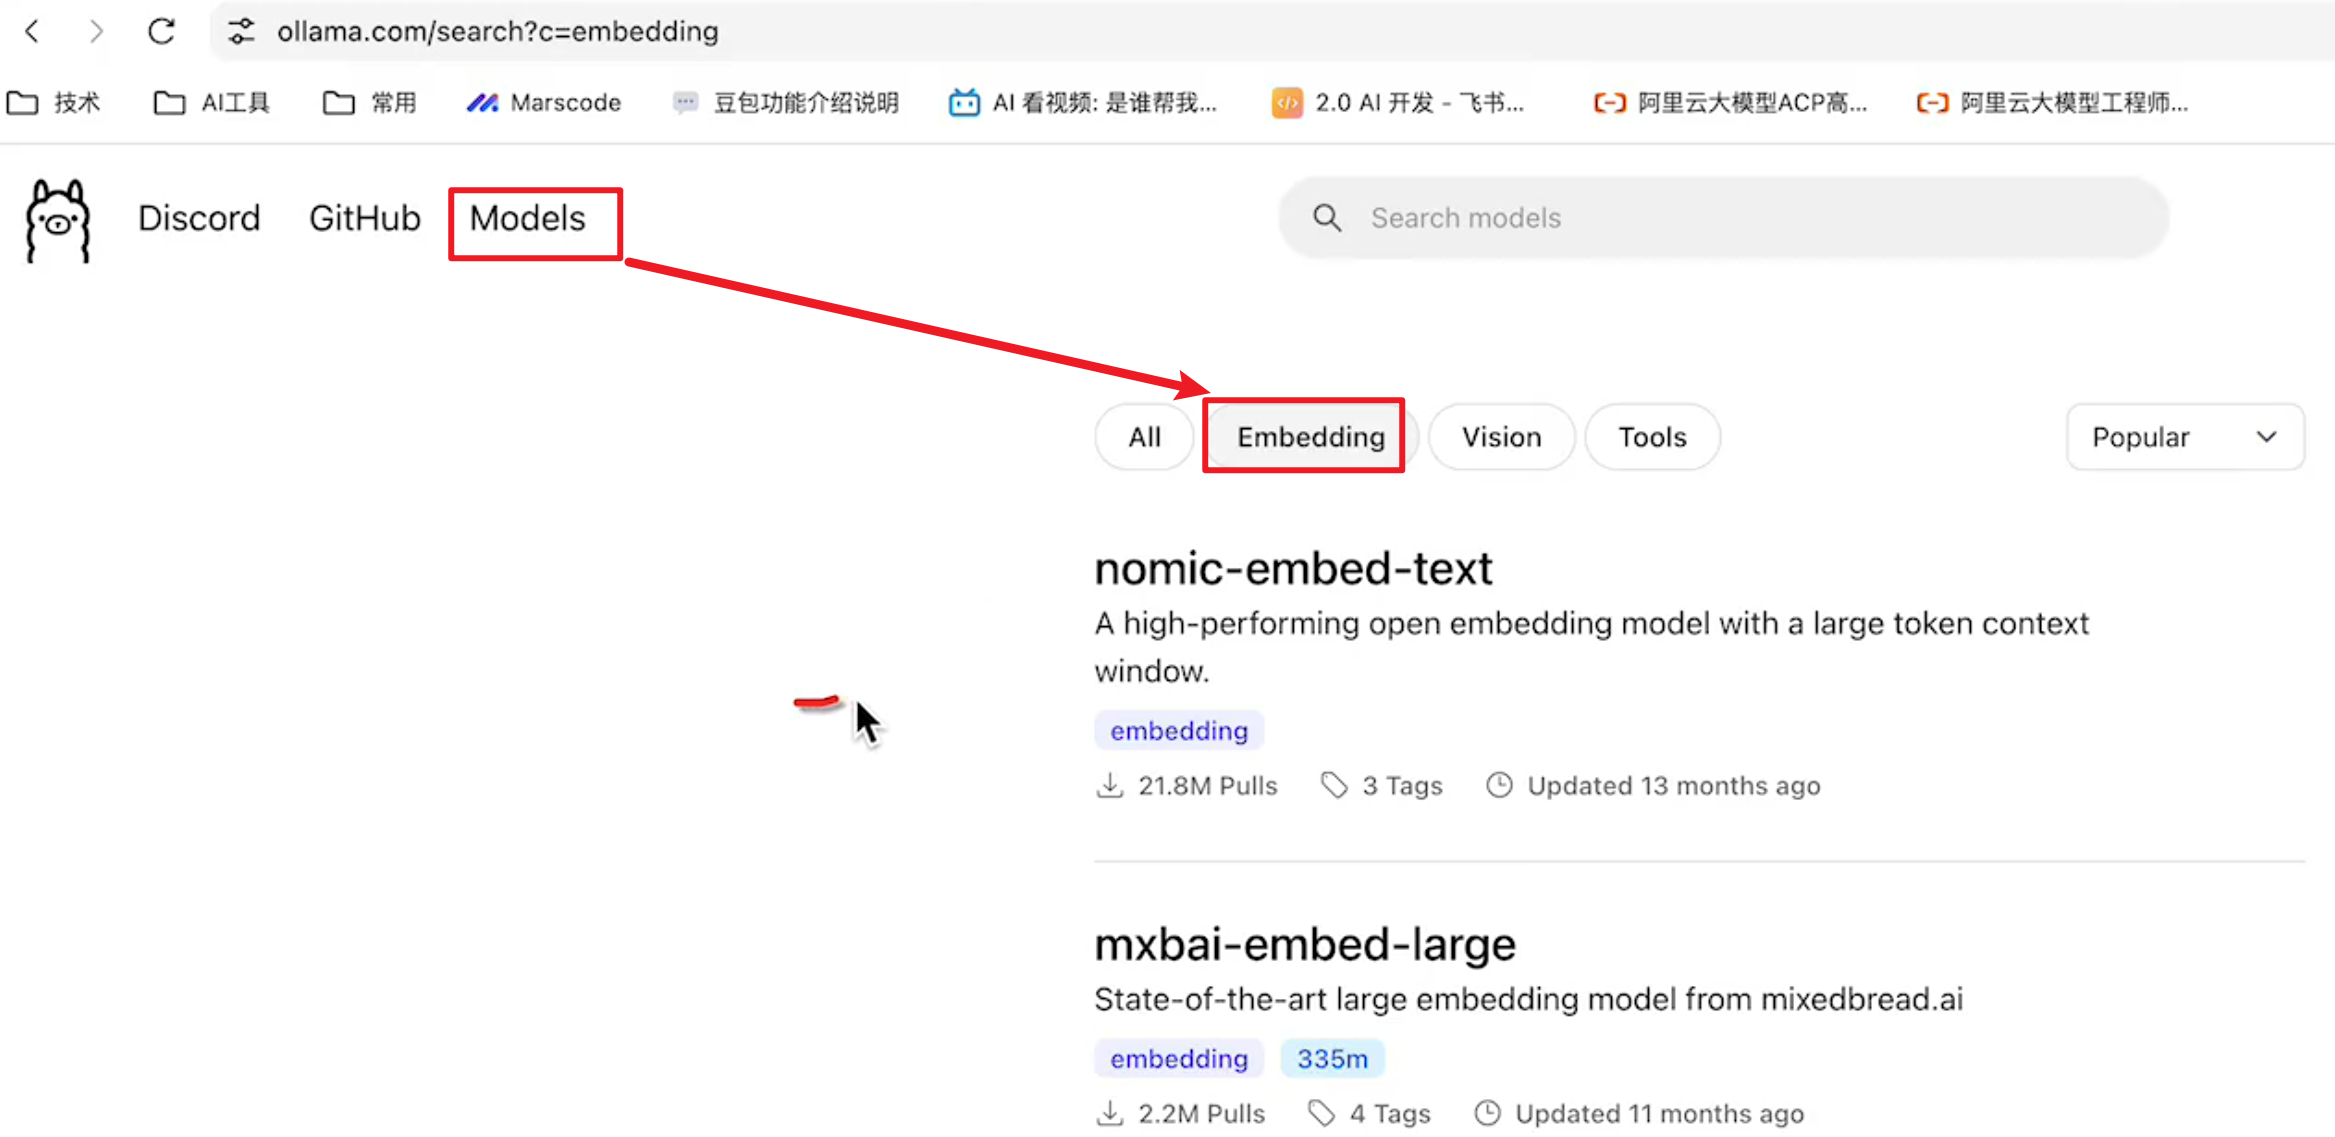 ollama.com/search?c=embedding
技术 AI工具 常用 Marscode 豆包功能介绍说明 AI 看视频: 是谁帮我... 2.0 AI 开发 - 飞书... 阿里云大模型ACP高... 阿里云大模型工程师...
Discord GitHub Models Search models
All Embedding Vision Tools Popular
nomic-embed-text
A high-performing open embedding model with a large token context
window.
embedding
21.8M Pulls 3 Tags Updated 13 months ago
mxbai-embed-large
State-of-the-art large embedding model from mixedbread.ai
embedding 335m
2.2M Pulls 4 Tags Updated 11 months ago